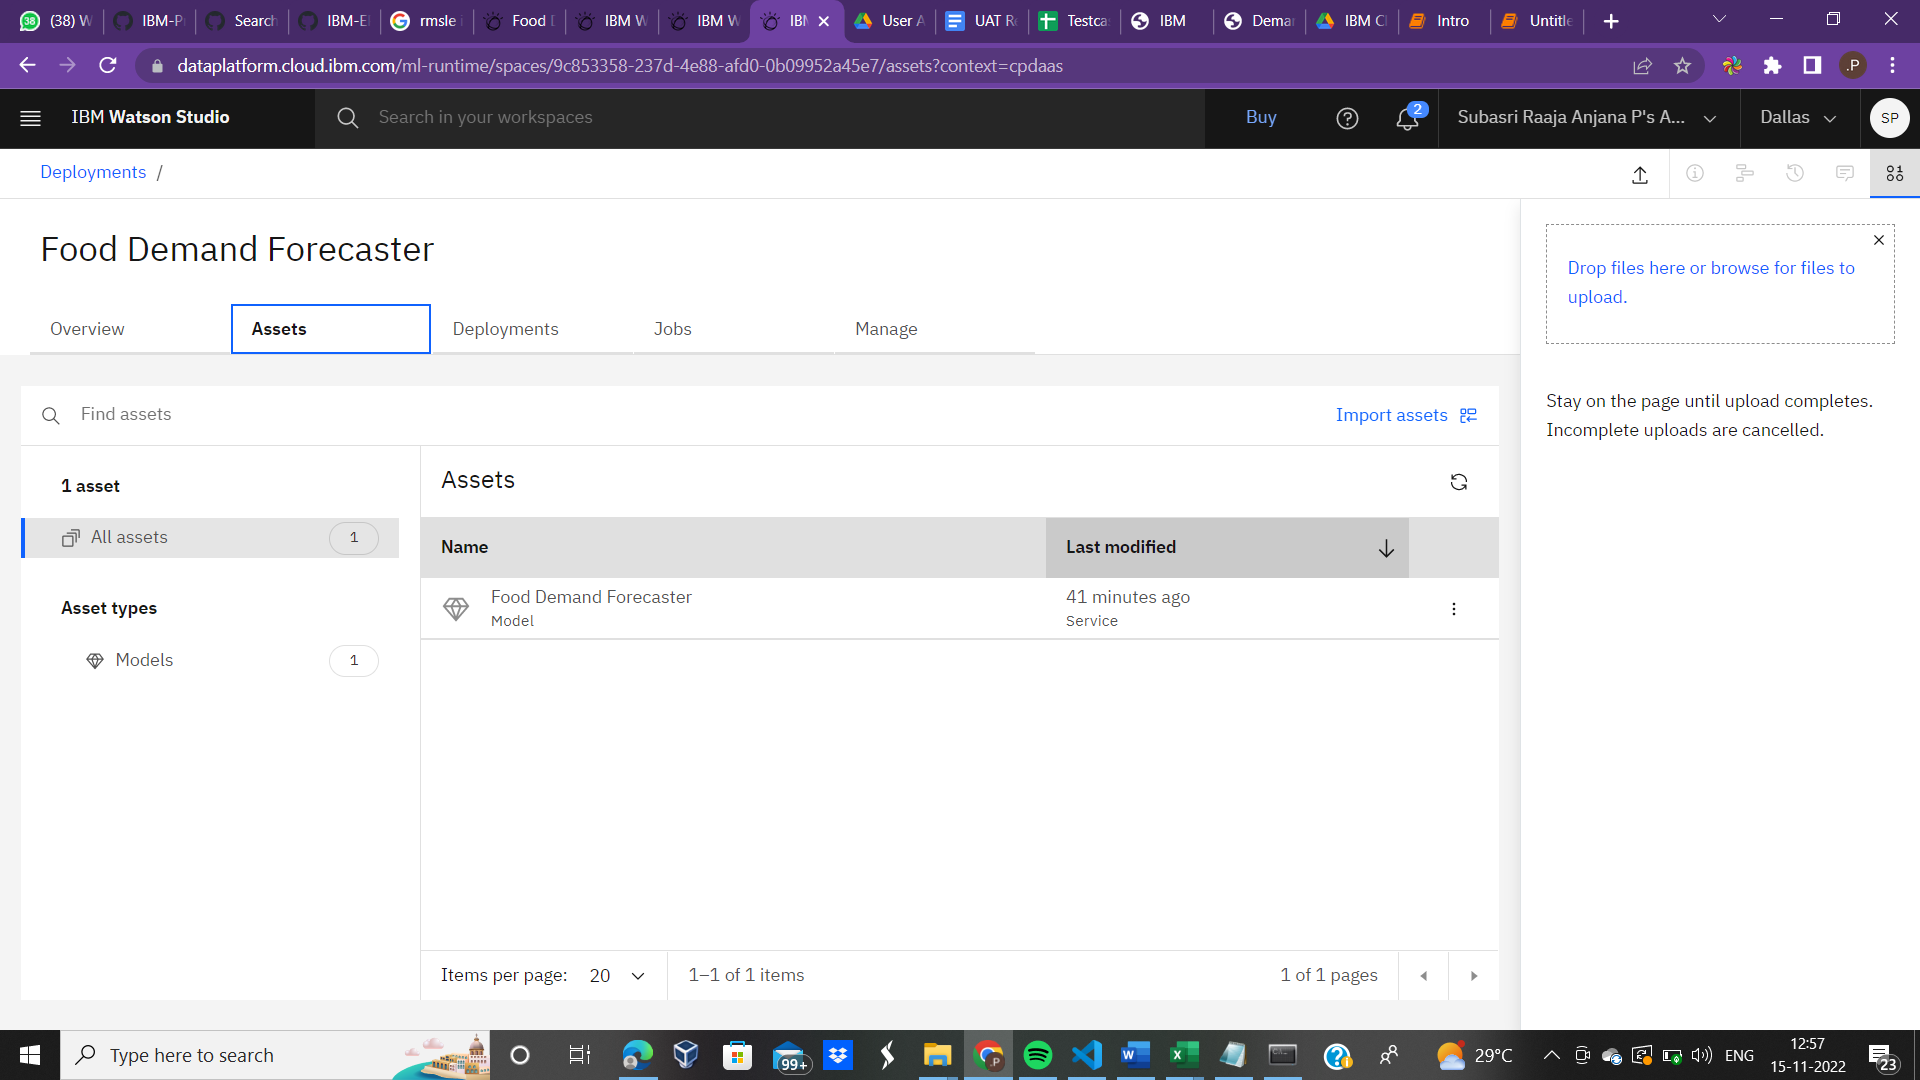 (38) W
IBM-P
Search
IBM-E
rmsle i
Food D
IBM W
IBM W
IBM
User A
UAT Re
Testca
IBM
Deman
IBM Cl
Intro
Untitle
dataplatform.cloud.ibm.com/ml-runtime/spaces/9c853358-237d-4e88-afd0-0b09952a45e7/assets?context=cpdaas
.P
IBM Watson Studio
Search in your workspaces
Buy
2
Subasri Raaja Anjana P's A...
Dallas
SP
Deployments /
Food Demand Forecaster
Overview
Assets
Deployments
Jobs
Manage
Drop files here or browse for files to
upload.
Stay on the page until upload completes.
Incomplete uploads are cancelled.
Find assets
Import assets
1 asset
All assets
1
Asset types
Models
1
Assets
Name
Last modified
Food Demand Forecaster
Model
41 minutes ago
Service
Items per page: 20
1–1 of 1 items
1 of 1 pages
Type here to search
99+
29°C
ENG
12:57
15-11-2022
23